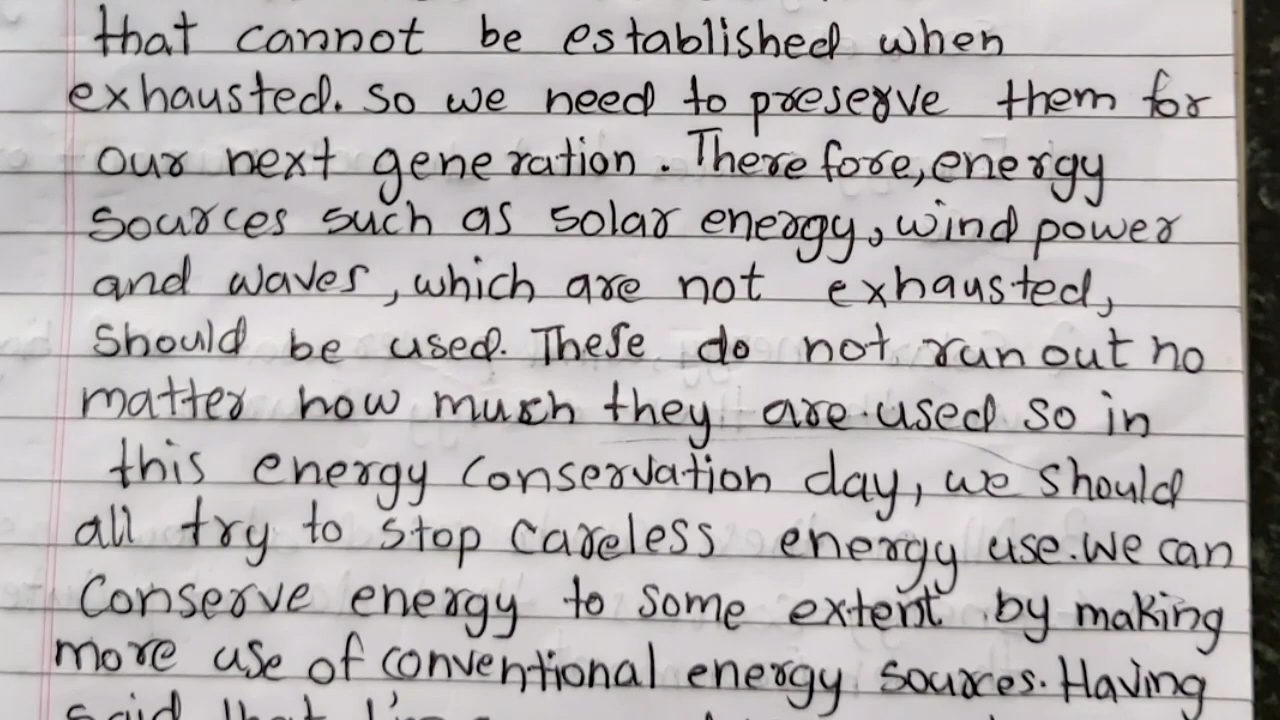 that cannot be established when
exhausted. So we need to preserve them for
our next generation. Therefore, energy
sources such as solar energy, wind power
and waves, which are not exhausted,
should be used. These do not run out no
matter how much they are used so in
this energy conservation day, we should
all try to stop careless energy use. We can
Conserve energy to some extent by making
more use of conventional energy sources. Having
said that I'm